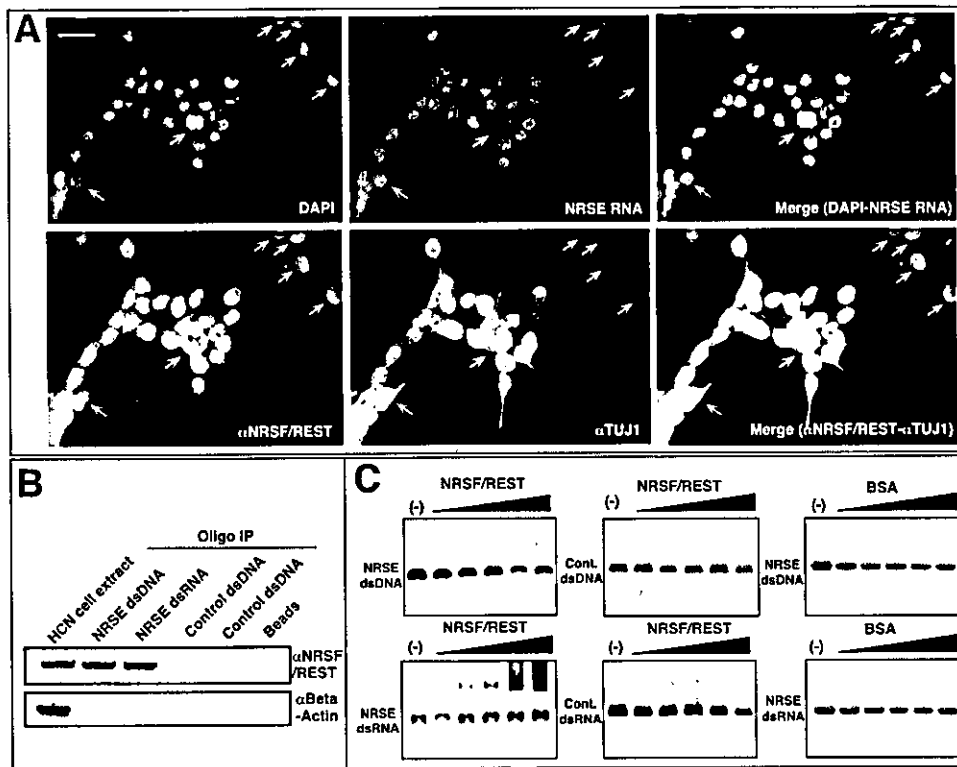 A
DAPI
NRSE RNA
Merge (DAPI-NRSE RNA)
αNRSF/REST
αTUJ1
Merge (αNRSF/REST-αTUJ1)
B
Oligo IP
HCN cell extract
NRSE dsDNA
NRSE dsRNA
Control dsDNA
Control dsDNA
Beads
αNRSF
/REST
αBeta
-Actin
C
NRSF/REST
(-)
NRSE
dsDNA
NRSF/REST
(-)
Cont.
dsDNA
BSA
(-)
NRSE
dsDNA
NRSF/REST
(-)
NRSE
dsRNA
NRSF/REST
(-)
Cont.
dsRNA
BSA
(-)
NRSE
dsRNA